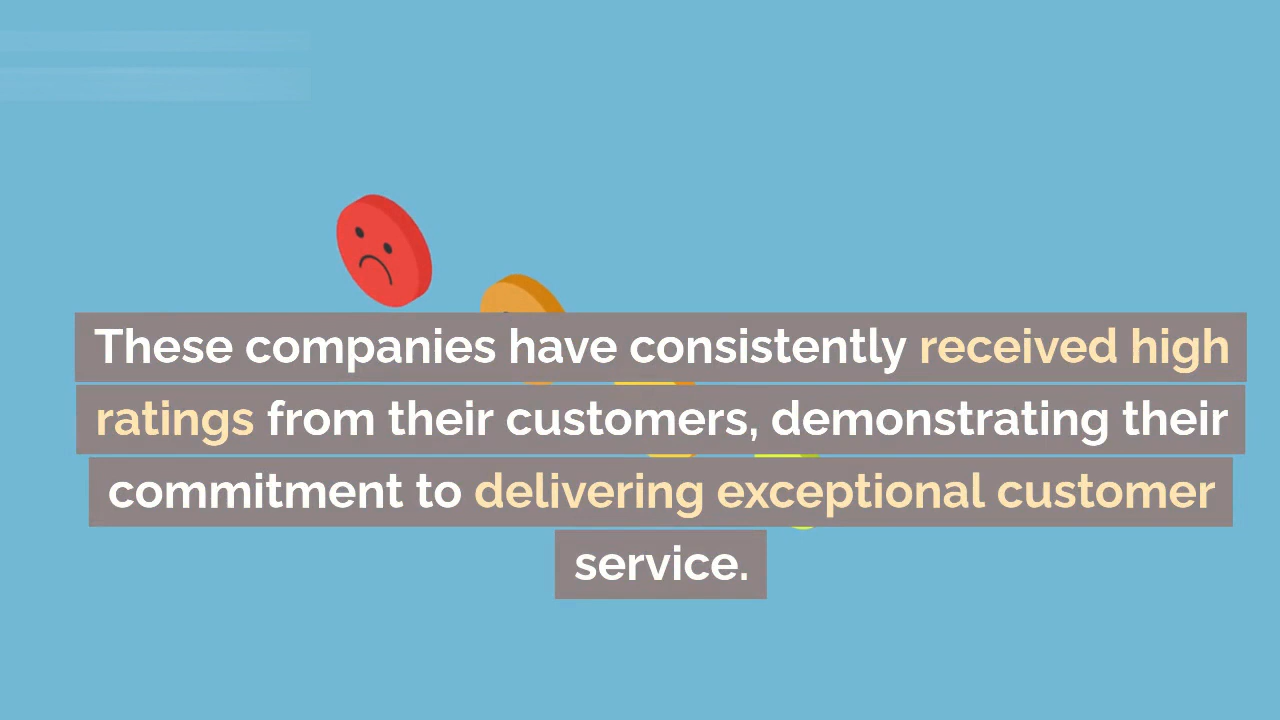 These companies have consistently received high
ratings from their customers, demonstrating their
commitment to delivering exceptional customer
service.